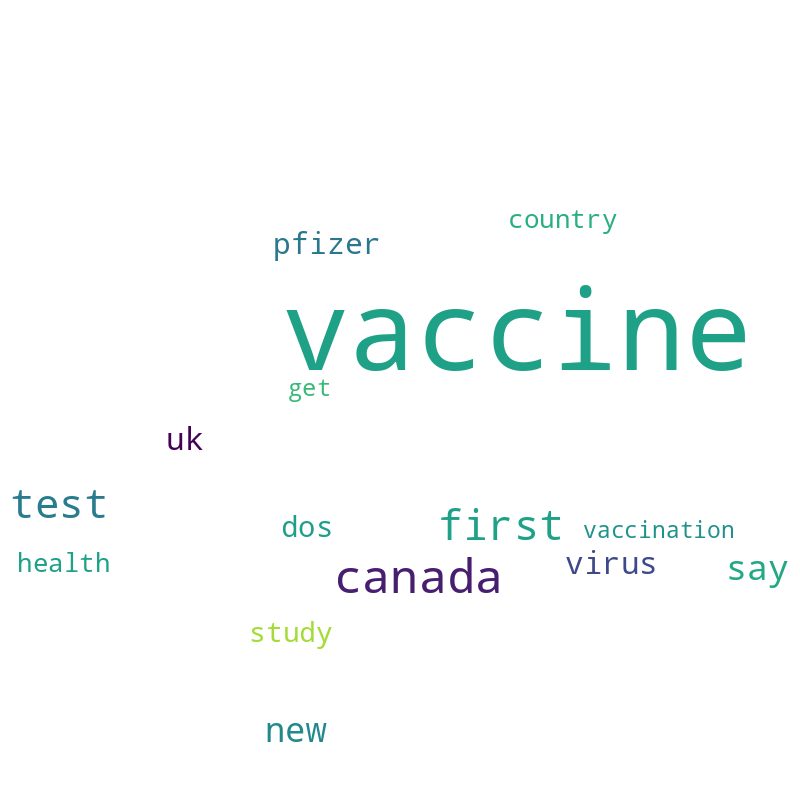 country
pfizer
vaccine
get
uk
test
first
dos
vaccination
health
canada
virus
say
study
new